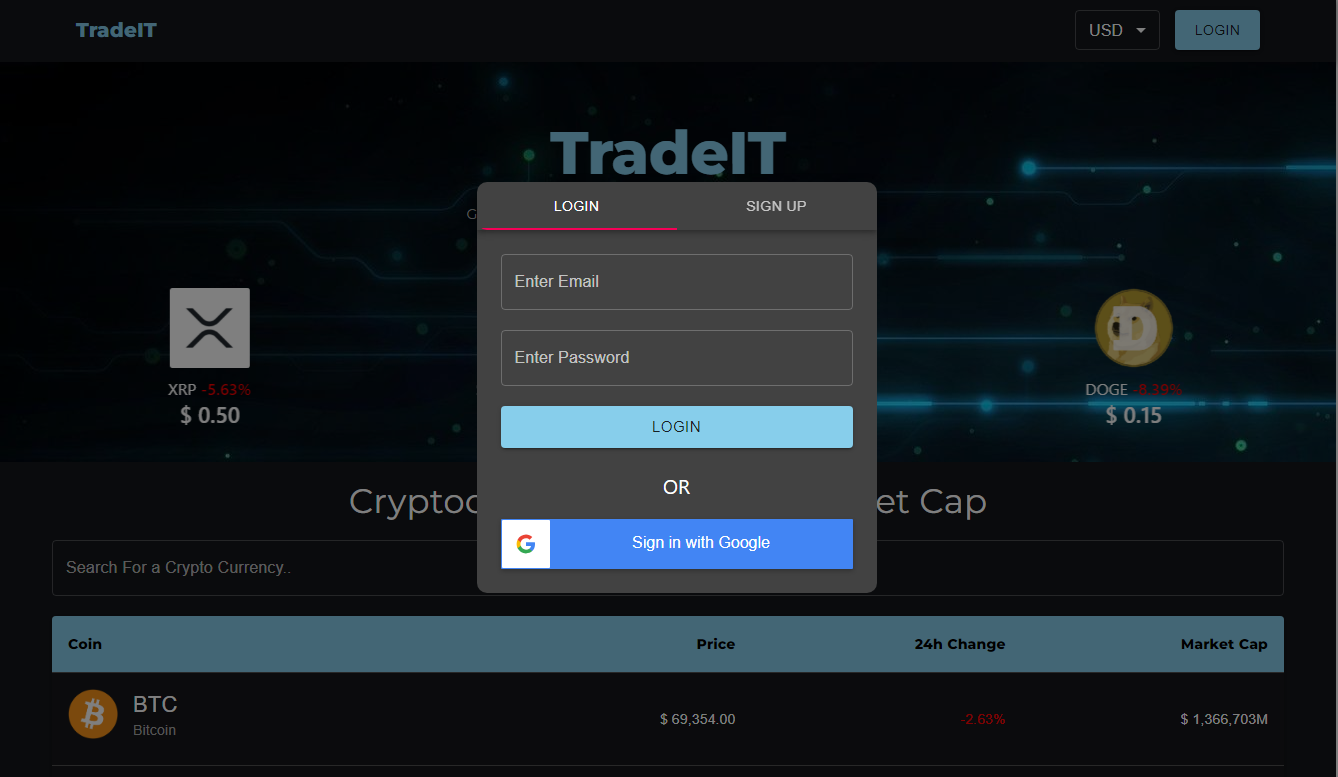 TradeIT
USD
LOGIN
TradeIT
G
LOGIN
SIGN UP
Enter Email
Enter Password
LOGIN
OR
Sign in with Google
XRP -5.63%
$ 0.50
DOGE -8.39%
$ 0.15
et Cap
Search For a Crypto Currency..
Coin Price 24h Change Market Cap
BTC
Bitcoin
$ 69,354.00 -2.63% $ 1,366,703M